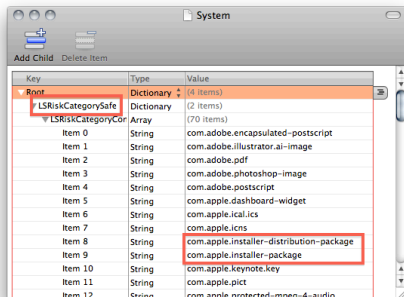 System
Add Child Delete Item
Key Type Value
Root Dictionary (4 items)
LSRiskCategorySafe Dictionary (2 items)
LSRiskCategoryCon Array (70 items)
Item 0 String com.adobe.encapsulated-postscript
Item 1 String com.adobe.illustrator.ai-image
Item 2 String com.adobe.pdf
Item 3 String com.adobe.photoshop-image
Item 4 String com.adobe.postscript
Item 5 String com.apple.dashboard-widget
Item 6 String com.apple.ical.ics
Item 7 String com.apple.icns
Item 8 String com.apple.installer-distribution-package
Item 9 String com.apple.installer-package
Item 10 String com.apple.keynote.key
Item 11 String com.apple.pict
Item 12 String com.apple.protected-mpeg-4-audio